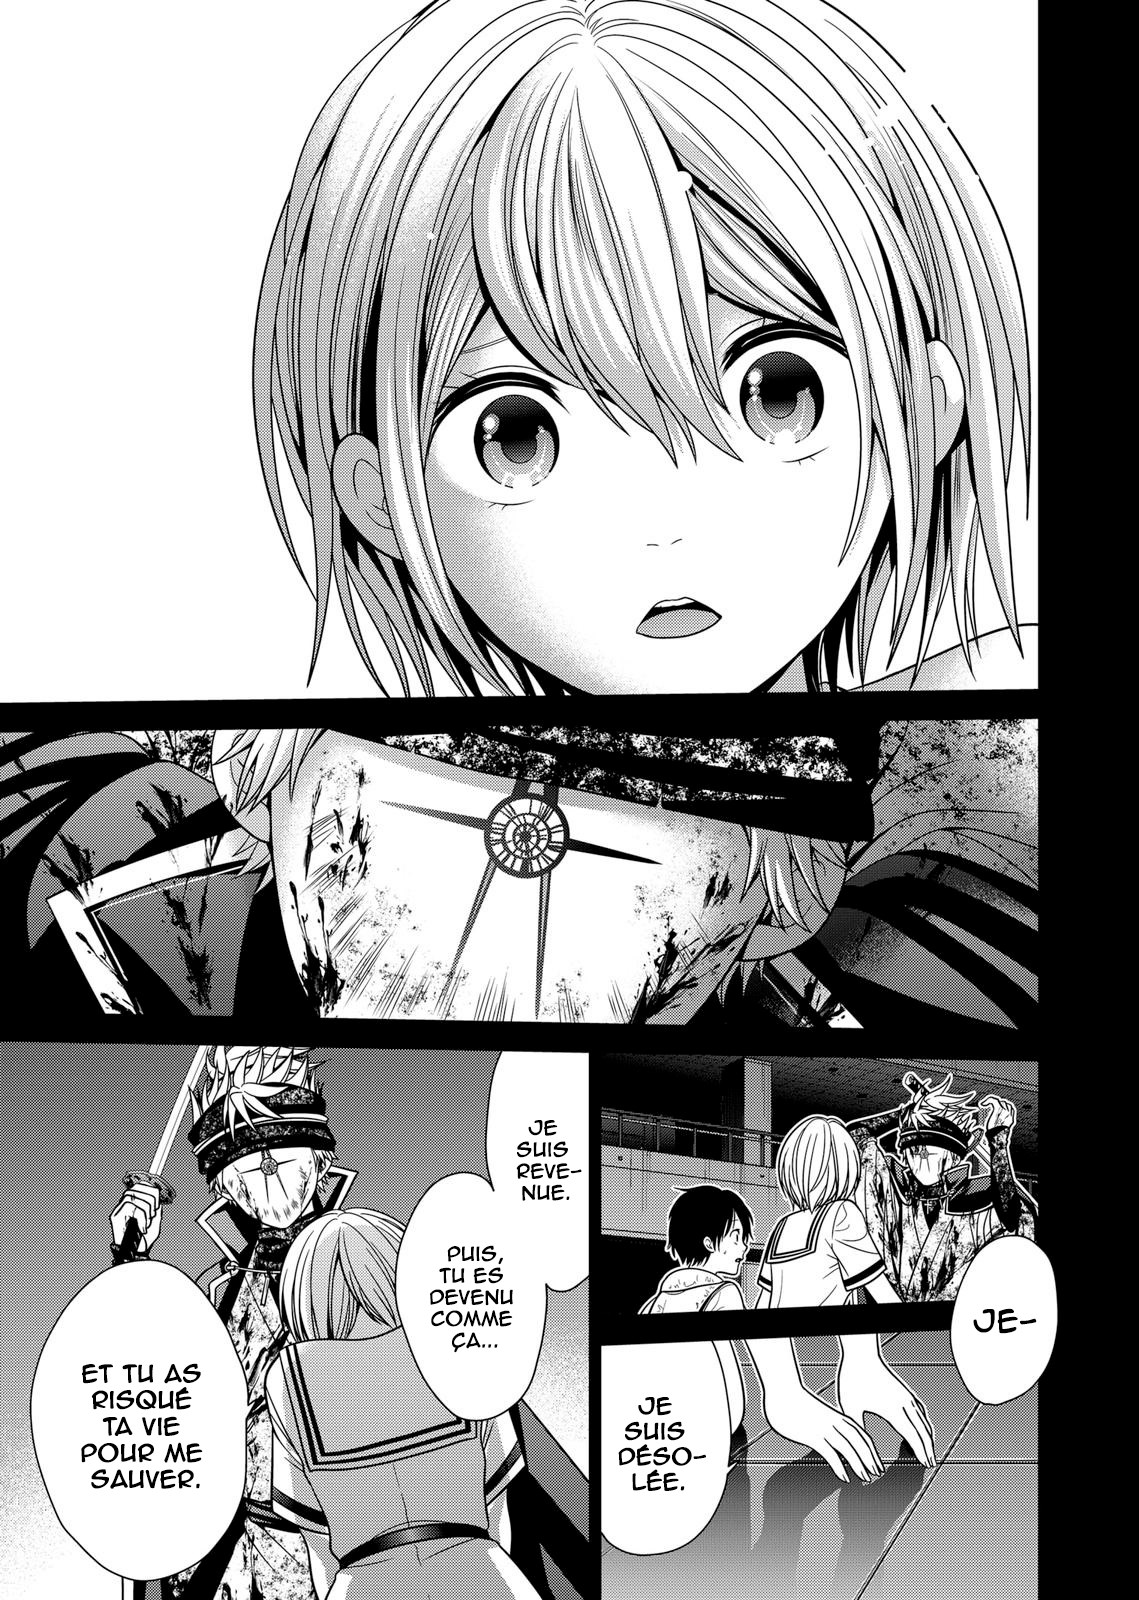 JE-
JE
SUIS
DÉSO-
LÉE.
JE
SUIS
REVE-
NUE.
PUIS,
TU ES
DEVENU
COMME
ÇA...
ET TU AS
RISQUÉ
TA VIE
POUR ME
SAUVER.